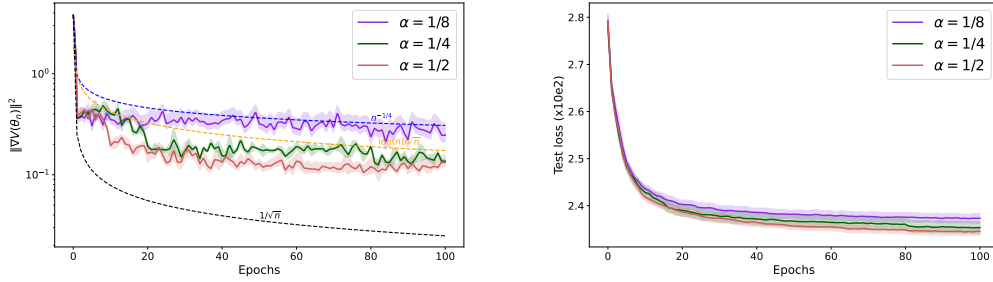 α = 1/8
α = 1/4
α = 1/2
10⁰
10⁻¹
‖∇V(θₙ)‖²
n⁻¹/⁴
log(n)/√n
1/√n
0 20 40 60 80 100
Epochs
α = 1/8
α = 1/4
α = 1/2
2.8
2.7
2.6
2.5
2.4
Test loss (x10e2)
0 20 40 60 80 100
Epochs